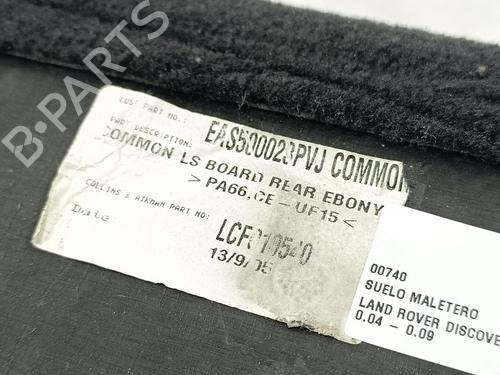 CUST PART NO:
EAS500023PVJ COMMON
PART DESCRIPTION:
COMMON LS BOARD REAR EBONY
>PA66,CE-UF15<
COLLINS & AIKMAN PART NO:
Date
13/9/05
00740
SUELO MALETERO
LAND ROVER DISCOVE
0.04 - 0.09
B-PARTS